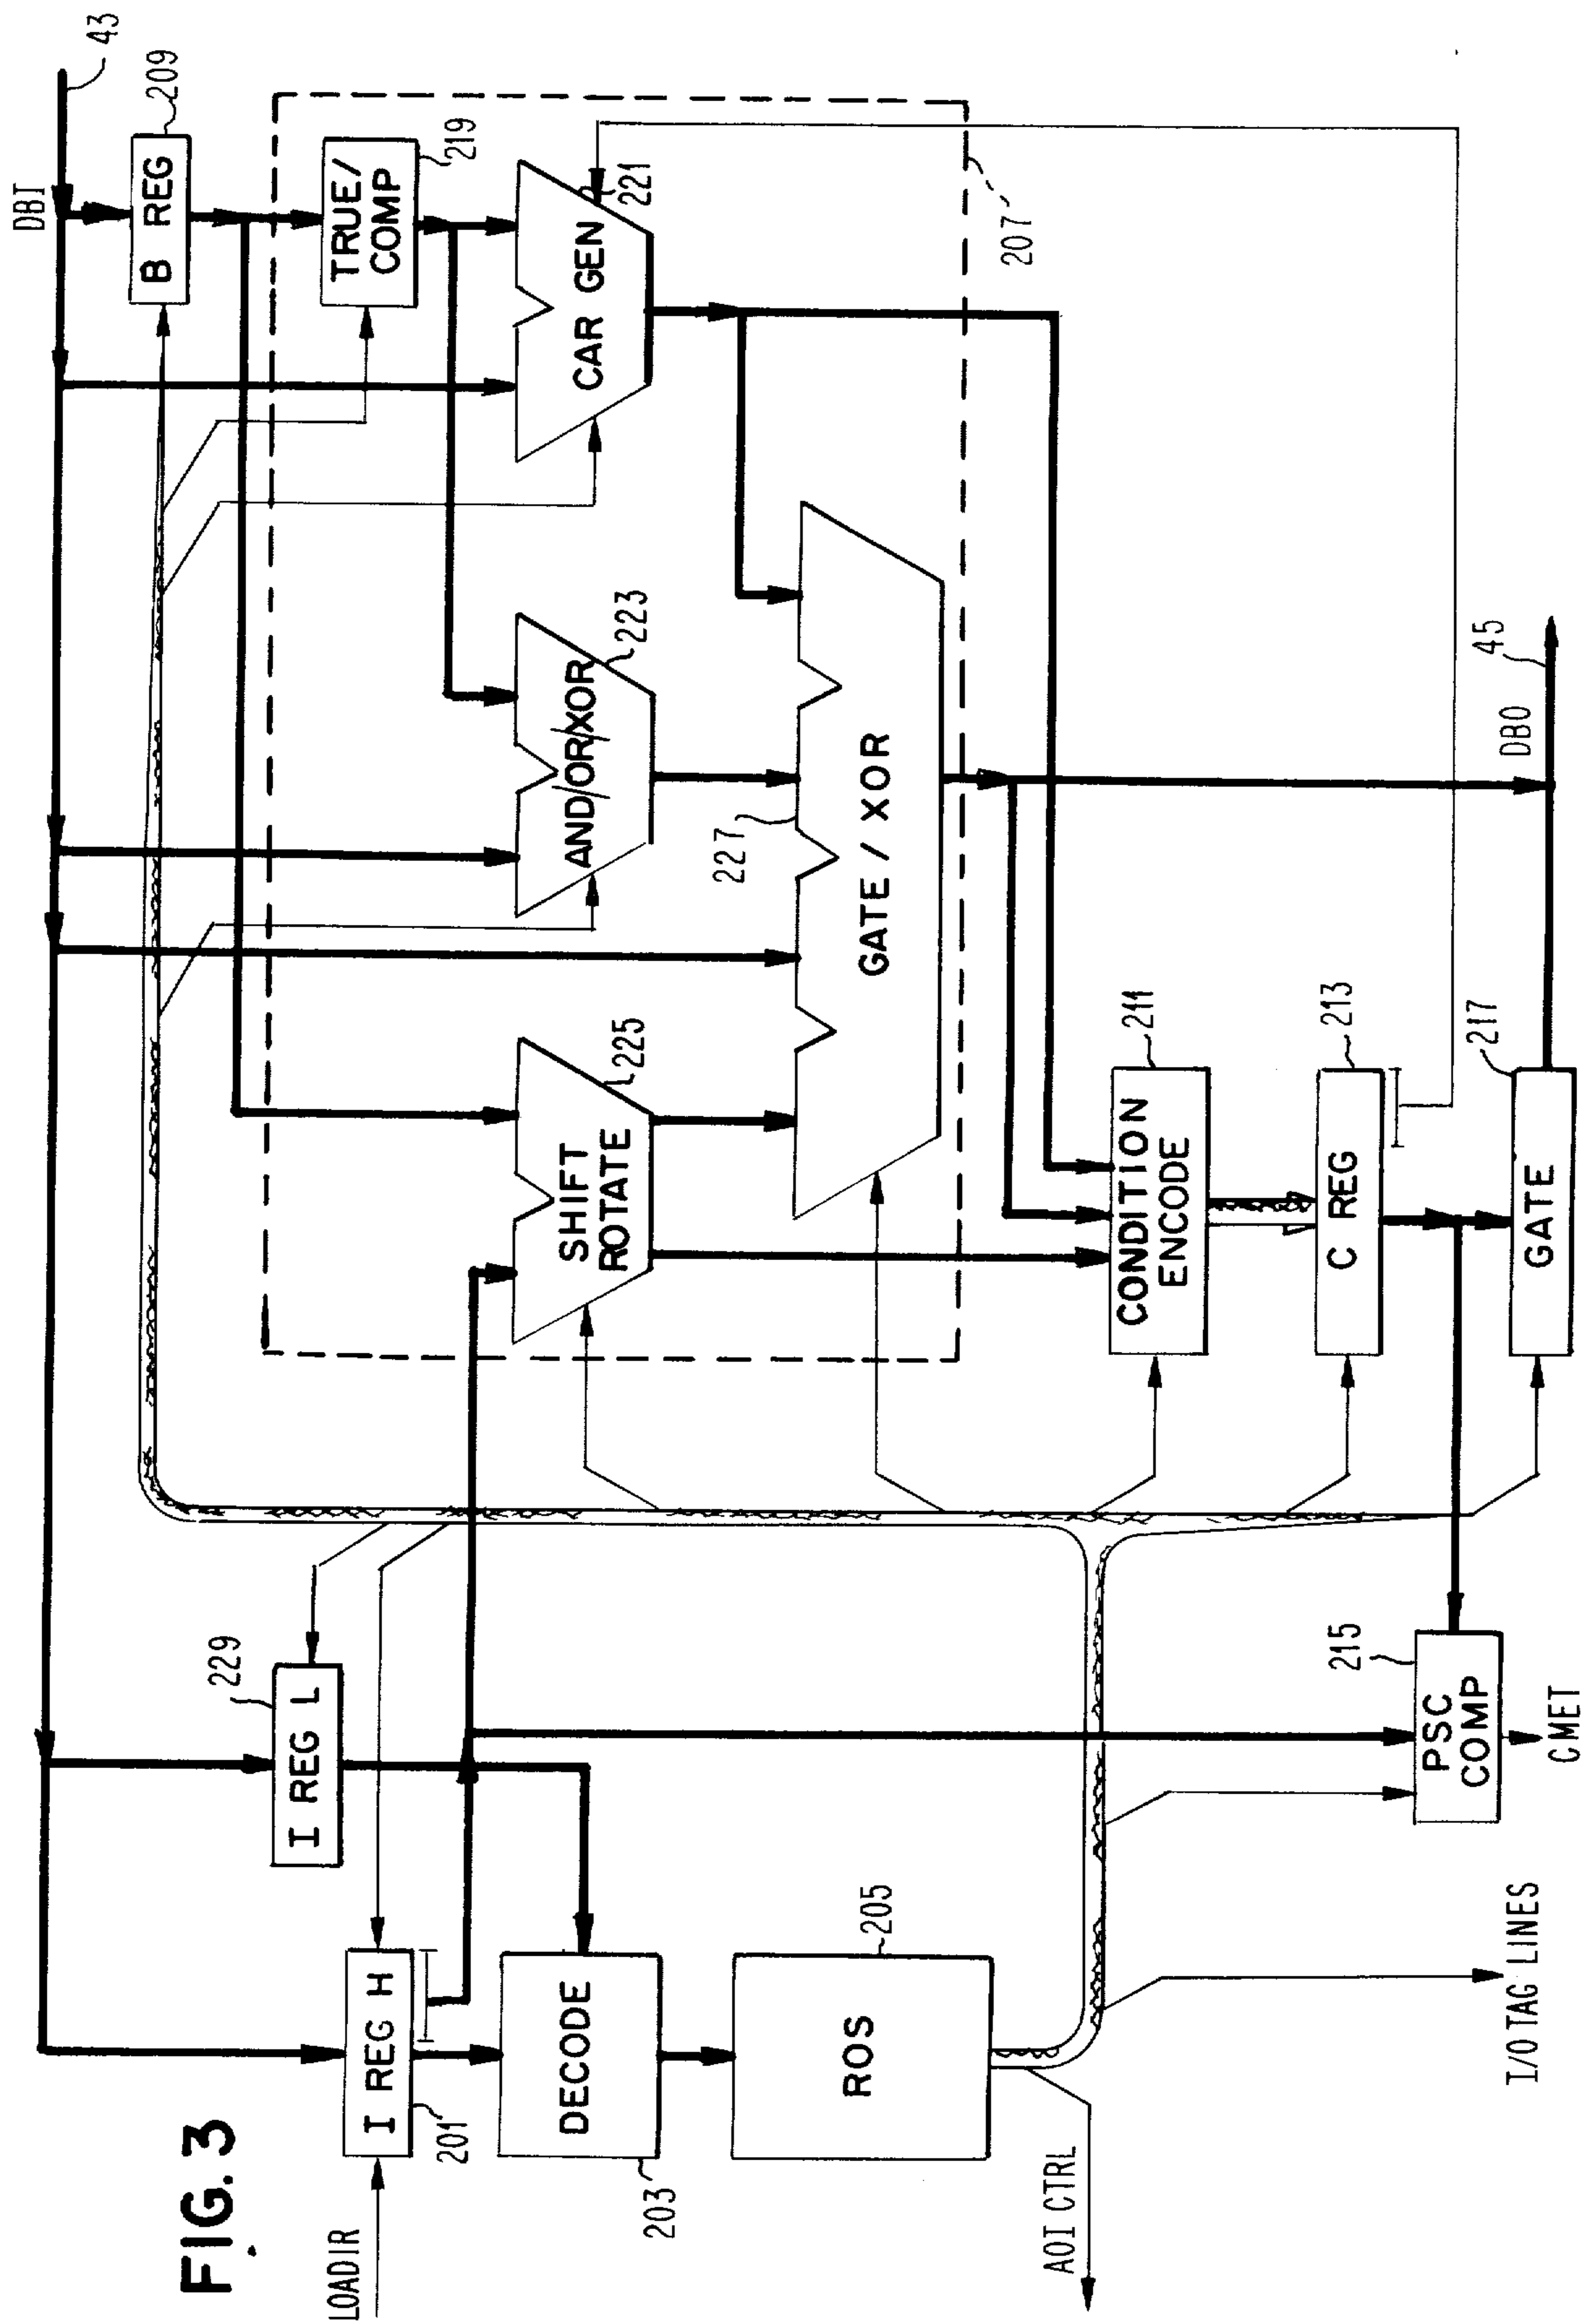 FIG. 3
DBI
43
B REG
209
TRUE/
COMP
219
CAR GEN
221
207
AND/OR/XOR
223
SHIFT
ROTATE
225
227
GATE / XOR
I REG L
229
LOADIR
I REG H
201
DECODE
203
ROS
205
CONDITION
ENCODE
211
C REG
213
GATE
217
DBO
45
PSC
COMP
215
CMET
AOI CTRL
I/O TAG LINES